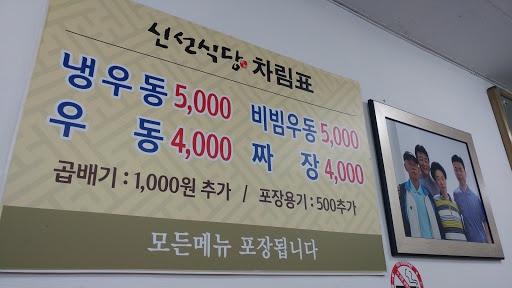 신선식당 차림표
냉우동 5,000 비빔우동 5,000
우동 4,000 짜장 4,000
곱배기 : 1,000원 추가 / 포장용기 : 500추가
모든메뉴 포장됩니다